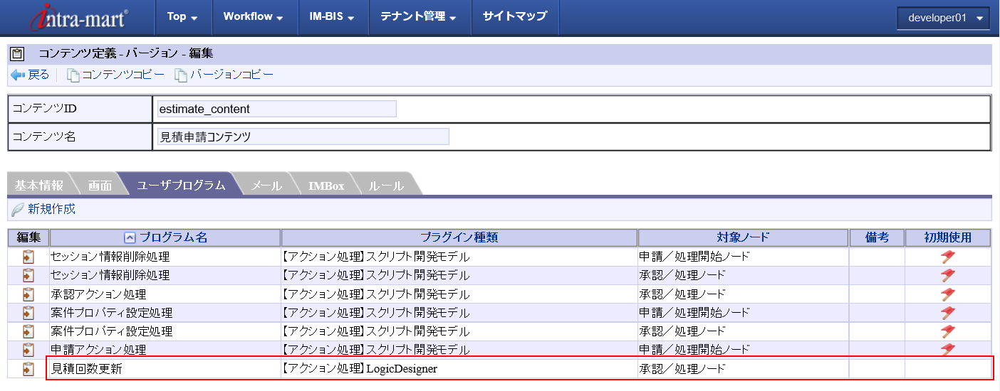 intra-mart Top Workflow IM-BIS テナント管理 サイトマップ developer01
コンテンツ定義 - バージョン - 編集
戻る コンテンツコピー バージョンコピー
コンテンツID estimate_content
コンテンツ名 見積申請コンテンツ
基本情報 画面 ユーザプログラム メール IMBox ルール
新規作成
編集 プログラム名 プラグイン種類 対象ノード 備考 初期使用
セッション情報削除処理 【アクション処理】スクリプト開発モデル 申請／処理開始ノード
セッション情報削除処理 【アクション処理】スクリプト開発モデル 承認／処理ノード
承認アクション処理 【アクション処理】スクリプト開発モデル 承認／処理ノード
案件プロパティ設定処理 【アクション処理】スクリプト開発モデル 申請／処理開始ノード
案件プロパティ設定処理 【アクション処理】スクリプト開発モデル 承認／処理ノード
申請アクション処理 【アクション処理】スクリプト開発モデル 申請／処理開始ノード
見積回数更新 【アクション処理】LogicDesigner 承認／処理ノード